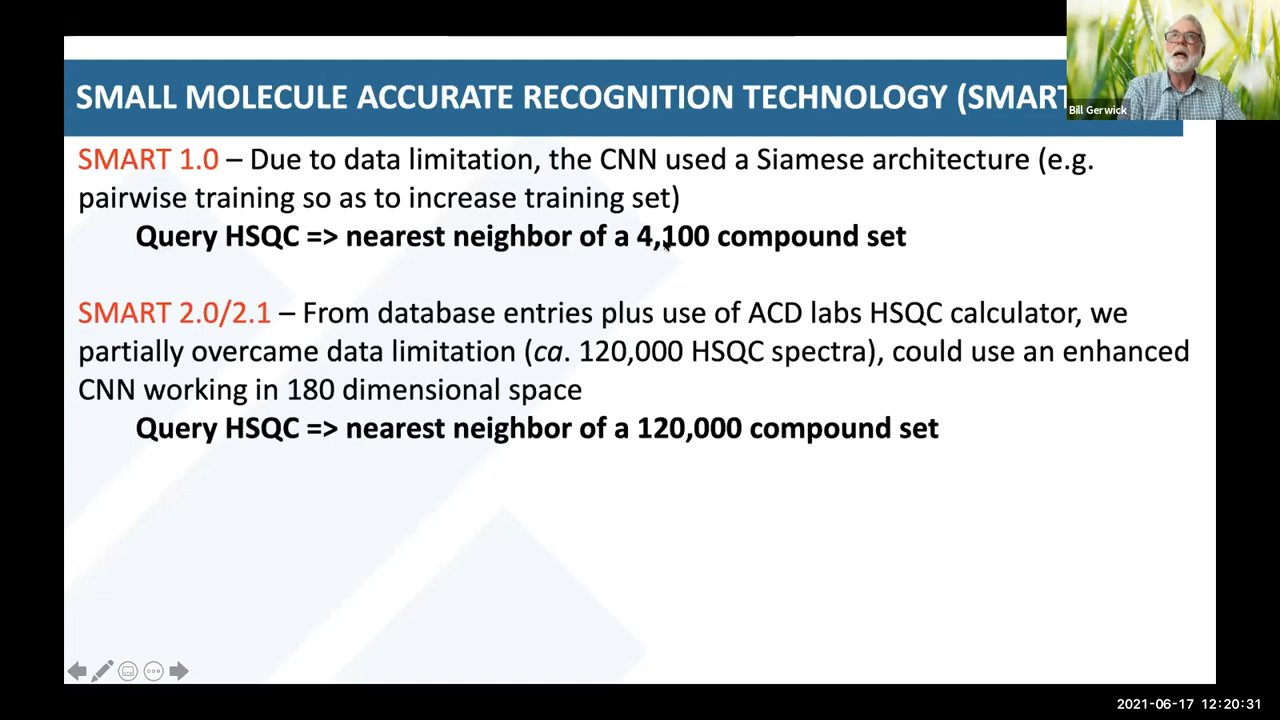 SMALL MOLECULE ACCURATE RECOGNITION TECHNOLOGY (SMART
Bill Gerwick
SMART 1.0 – Due to data limitation, the CNN used a Siamese architecture (e.g.
pairwise training so as to increase training set)
Query HSQC => nearest neighbor of a 4,100 compound set
SMART 2.0/2.1 – From database entries plus use of ACD labs HSQC calculator, we
partially overcame data limitation (ca. 120,000 HSQC spectra), could use an enhanced
CNN working in 180 dimensional space
Query HSQC => nearest neighbor of a 120,000 compound set
2021-06-17 12:20:31